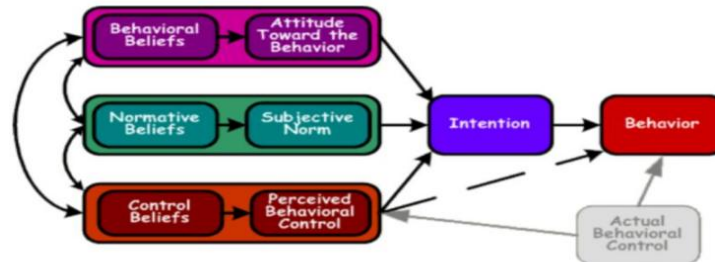 Behavioral
Beliefs
Attitude
Toward the
Behavior
Normative
Beliefs
Subjective
Norm
Intention
Behavior
Control
Beliefs
Perceived
Behavioral
Control
Actual
Behavioral
Control